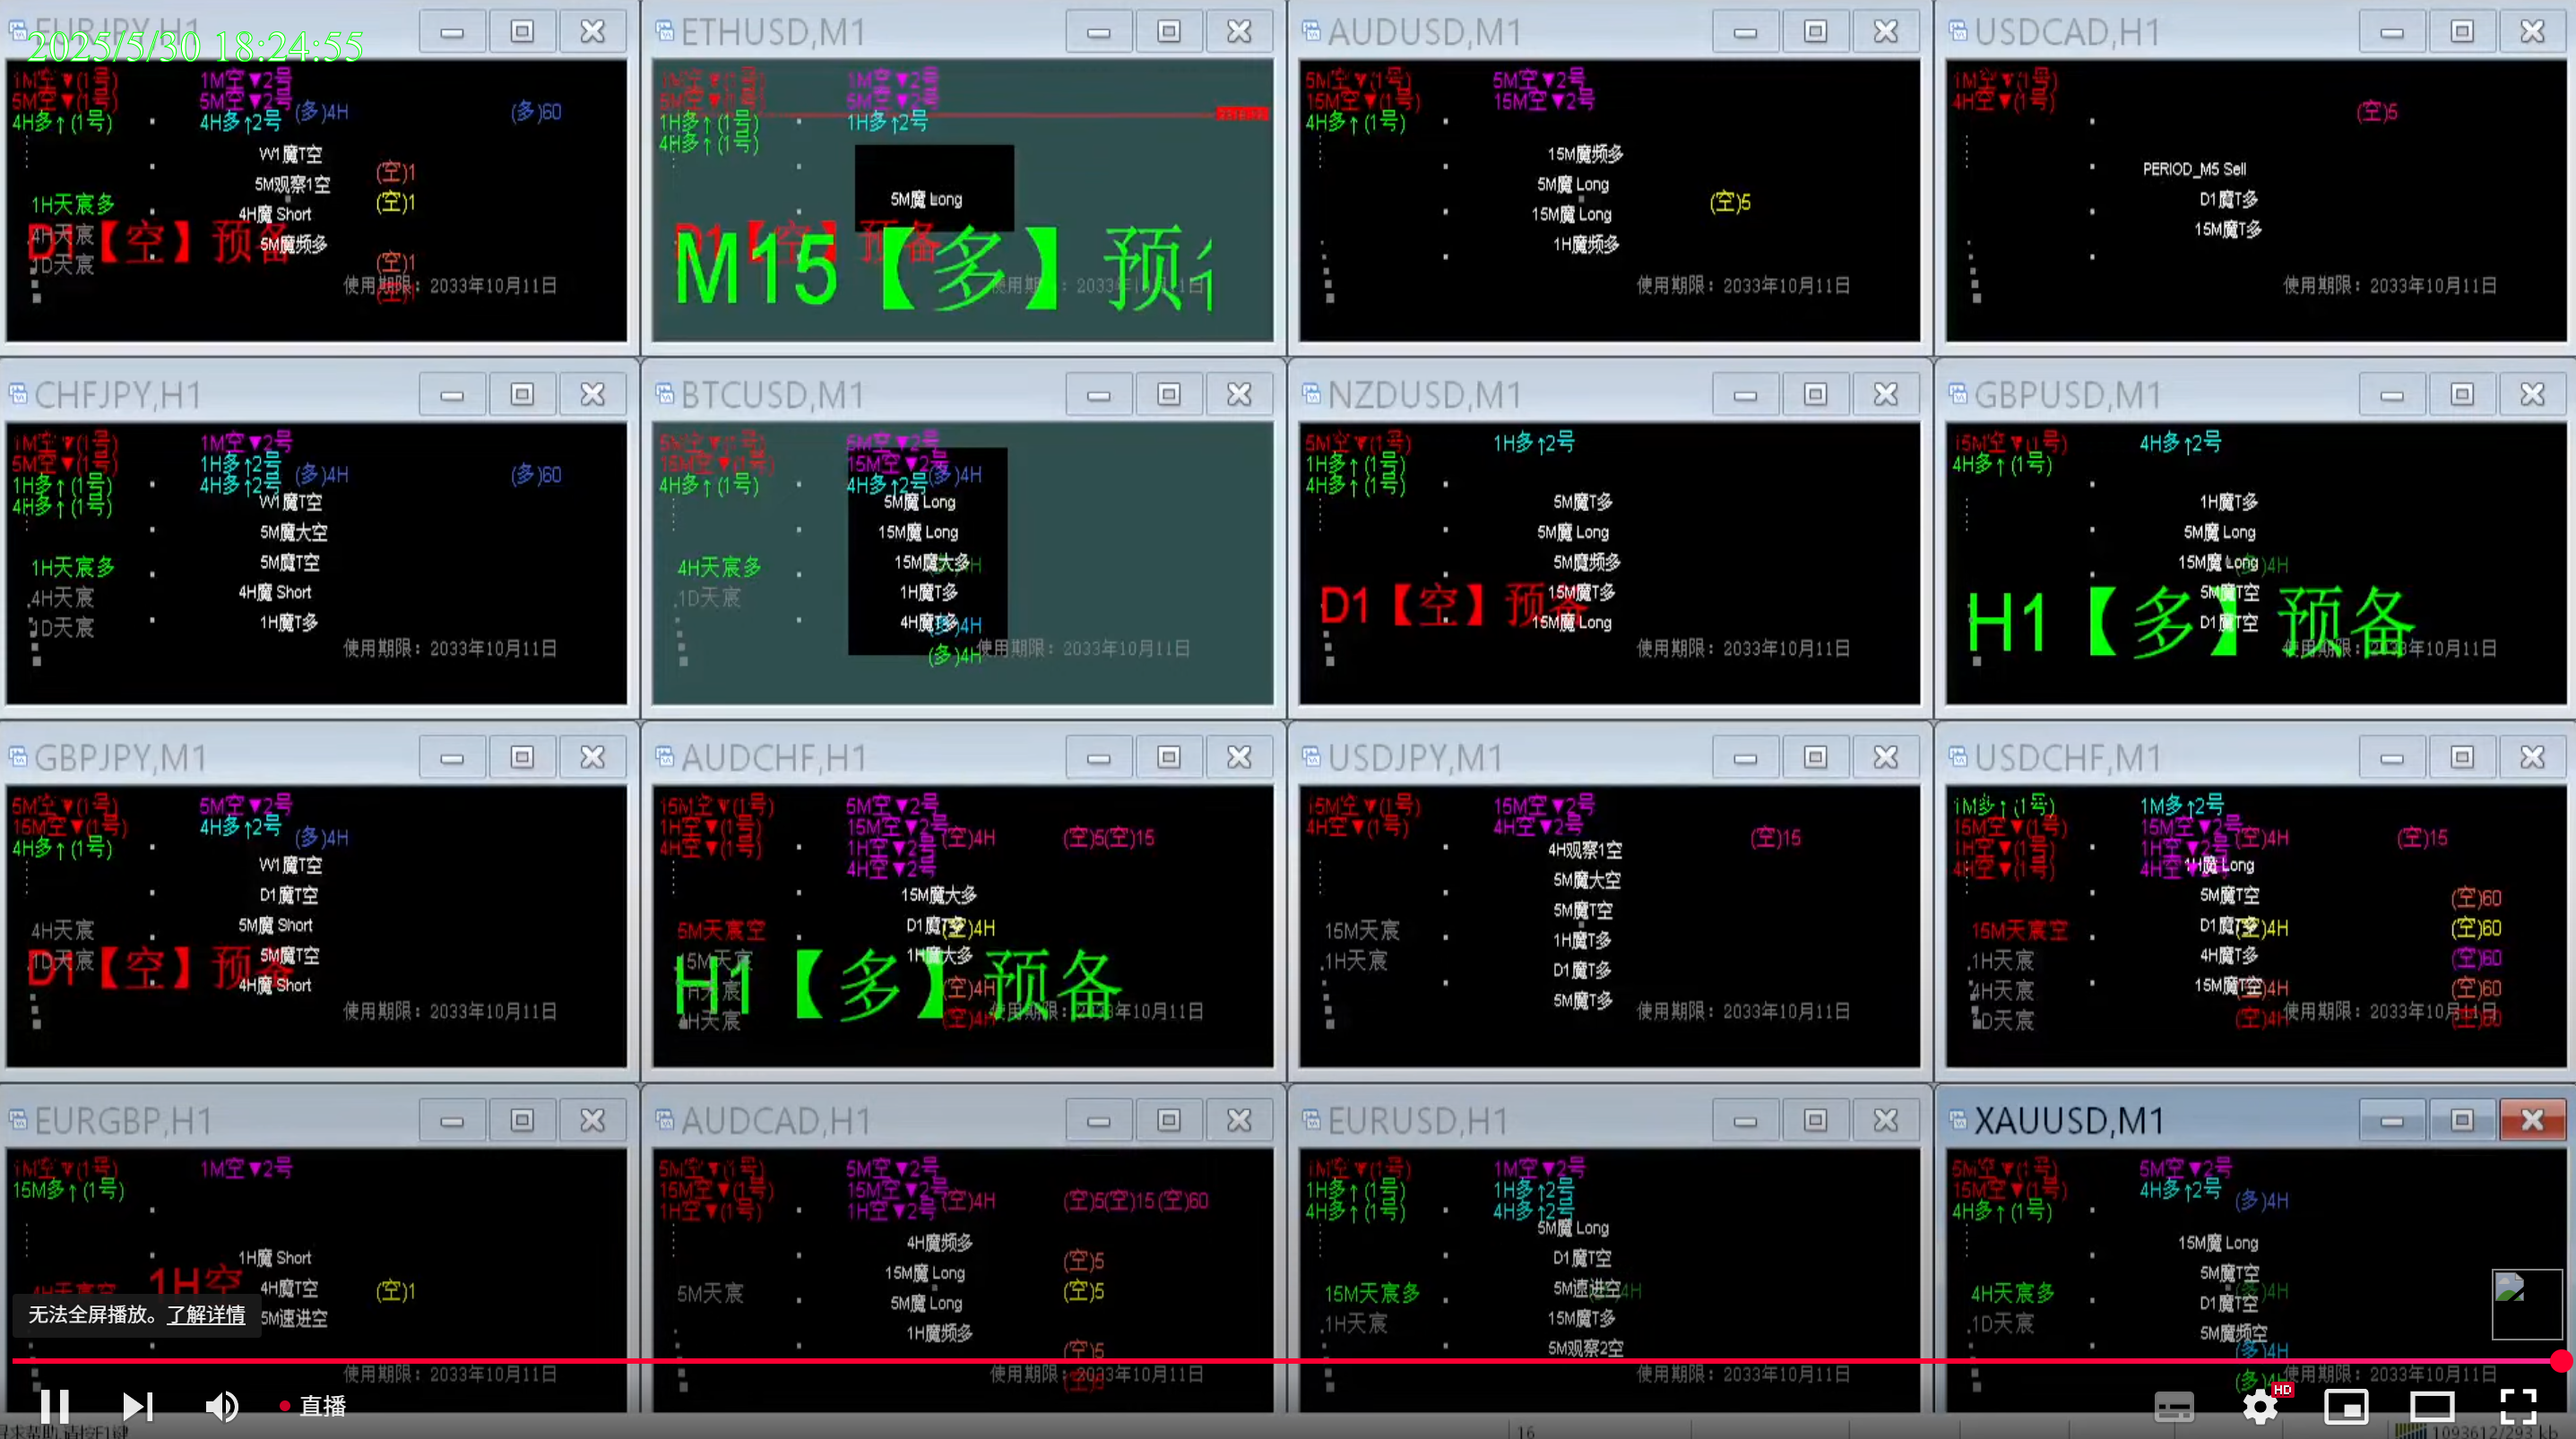 EURJPY,H1
2025/5/30 18:24:55
1M空▼(1号)
1M空▼2号
5M空▼(1号)
5M空▼2号
4H多↑(1号)
4H多↑2号
(多)4H
(多)60
W1魔T空
5M观察1空
(空)1
(空)1
1H天宸多
4H魔 Short
4H天宸
D1【空】预备
5M魔频多
1D天宸
(空)1
(空)1
使用期限：2033年10月11日
ETHUSD,M1
1M空▼(1号)
1M空▼2号
5M空▼(1号)
5M空▼2号
1H多↑(1号)
1H多↑2号
4H多↑(1号)
5M魔 Long
D1【空】预备
M15【多】预
AUDUSD,M1
5M空▼(1号)
5M空▼2号
15M空▼(1号)
15M空▼2号
4H多↑(1号)
15M魔频多
5M魔 Long
(空)5
15M魔 Long
1H魔频多
使用期限：2033年10月11日
USDCAD,H1
1M空▼(1号)
4H空▼(1号)
(空)5
PERIOD_M5 Sell
D1魔T多
15M魔T多
使用期限：2033年10月11日
CHFJPY,H1
1M空▼(1号)
1M空▼2号
5M空▼(1号)
1H多↑2号
1H多↑(1号)
4H多↑2号
(多)4H
(多)60
4H多↑(1号)
W1魔T空
5M魔大空
5M魔T空
1H天宸多
4H魔 Short
4H天宸
1H魔T多
1D天宸
使用期限：2033年10月11日
BTCUSD,M1
5M空▼(1号)
5M空▼2号
15M空▼(1号)
15M空▼2号
4H多↑(1号)
4H多↑2号
(多)4H
5M魔 Long
15M魔 Long
15M魔大多
4H天宸多
1H魔T多
1D天宸
4H魔T多
(多)4H
(多)4H
使用期限：2033年10月11日
NZDUSD,M1
5M空▼(1号)
1H多↑2号
1H多↑(1号)
4H多↑(1号)
5M魔T多
5M魔 Long
5M魔频多
15M魔T多
D1【空】预备
15M魔 Long
使用期限：2033年10月11日
GBPUSD,M1
15M空▼(1号)
4H多↑2号
4H多↑(1号)
1H魔T多
5M魔 Long
15M魔 Long
(多)4H
5M魔T空
H1【多】预备
D1魔T空
使用期限：2033年10月11日
GBPJPY,M1
5M空▼(1号)
5M空▼2号
15M空▼(1号)
4H多↑2号
(多)4H
4H多↑(1号)
W1魔T空
D1魔T空
5M魔 Short
4H天宸
5M魔T空
D1【空】预备
1D天宸
4H魔 Short
使用期限：2033年10月11日
AUDCHF,H1
15M空▼(1号)
5M空▼2号
1H空▼(1号)
15M空▼2号
(空)4H
(空)5(空)15
4H空▼(1号)
1H空▼2号
4H空▼2号
15M魔大多
D1魔T空
(空)4H
5M天宸空
1H魔大多
15M天宸
H1【多】预备
1H天宸
(空)4H
4H天宸
(空)4H
使用期限：2033年10月11日
USDJPY,M1
15M空▼(1号)
15M空▼2号
4H空▼(1号)
4H空▼2号
(空)15
4H观察1空
5M魔大空
5M魔T空
15M天宸
1H魔T多
1H天宸
D1魔T多
5M魔T多
使用期限：2033年10月11日
USDCHF,M1
1M多↑(1号)
1M多↑2号
15M空▼(1号)
15M空▼2号
(空)4H
(空)15
1H空▼(1号)
1H空▼2号
4H空▼(1号)
4H空▼2号
1H魔 Long
5M魔T空
(空)60
D1魔T多
(空)4H
(空)60
15M天宸空
4H魔T多
(空)60
1H天宸
15M魔T空
(空)4H
(空)60
4H天宸
1D天宸
(空)4H
(空)60
使用期限：2033年10月11日
EURGBP,H1
1M空▼(1号)
1M空▼2号
15M多↑(1号)
1H魔 Short
1H空
4H天宸空
4H魔T空
(空)1
5M速进空
使用期限：2033年10月11日
AUDCAD,H1
5M空▼(1号)
5M空▼2号
15M空▼(1号)
15M空▼2号
(空)4H
(空)5(空)15(空)60
1H空▼(1号)
1H空▼2号
4H魔频多
(空)5
15M魔 Long
5M天宸
(空)5
5M魔 Long
1H魔频多
(空)5
使用期限：2033年10月11日
EURUSD,H1
1M空▼(1号)
1M空▼2号
1H多↑(1号)
1H多↑2号
4H多↑(1号)
4H多↑2号
5M魔 Long
D1魔T空
5M速进空
4H
15M天宸多
15M魔T多
1H天宸
5M观察2空
使用期限：2033年10月11日
XAUUSD,M1
5M空▼(1号)
5M空▼2号
15M空▼(1号)
4H多↑2号
(多)4H
4H多↑(1号)
15M魔 Long
5M魔T空
(多)4H
4H天宸多
D1魔T空
1D天宸
5M魔频空
(多)4H
(多)4H
使用期限：2033年10月11日
无法全屏播放。了解详情
直播
HD
16
1093612/293 kb